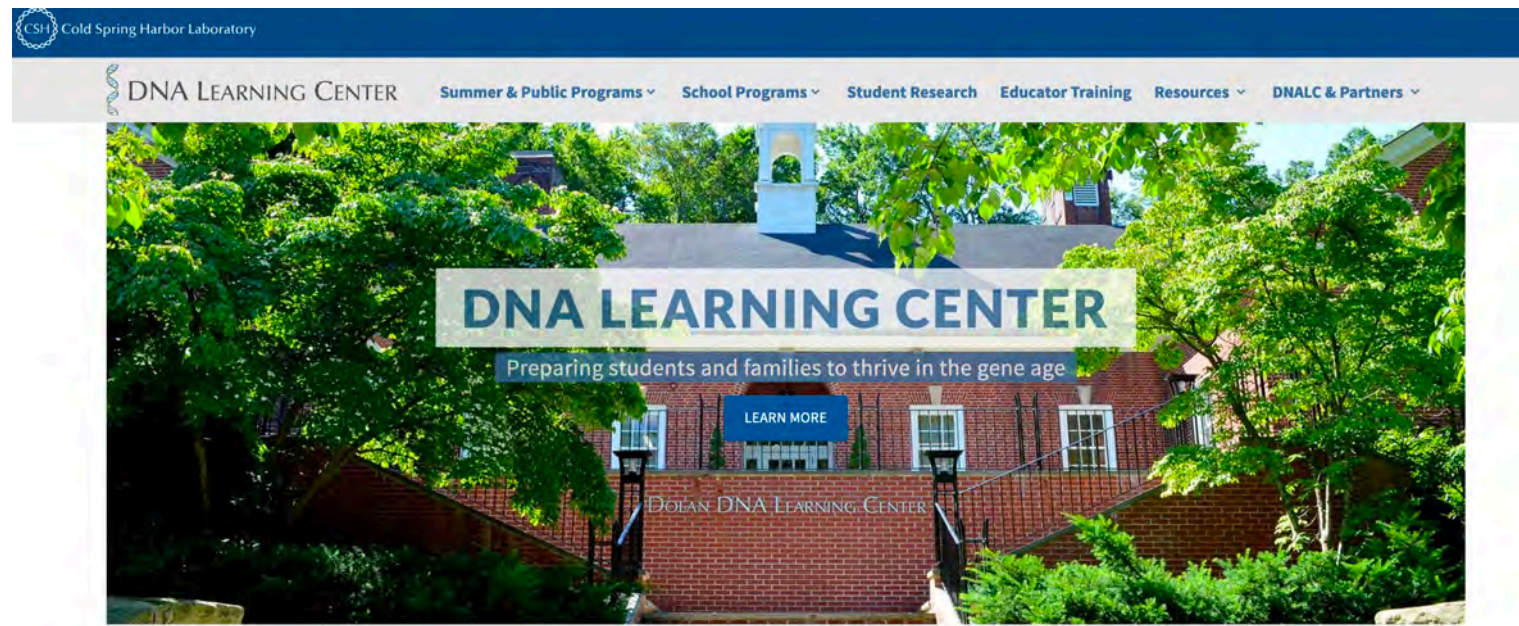 CSH Cold Spring Harbor Laboratory
DNA LEARNING CENTER
Summer & Public Programs School Programs Student Research Educator Training Resources DNALC & Partners
DNA LEARNING CENTER
Preparing students and families to thrive in the gene age
LEARN MORE
DOLAN DNA LEARNING CENTER